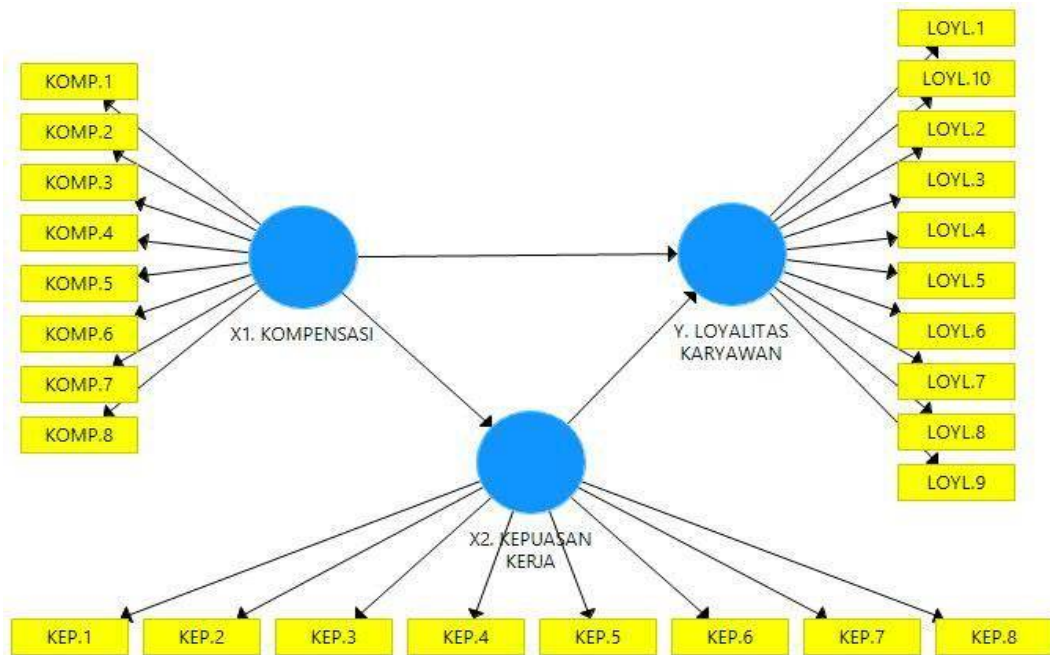 KOMP.1
KOMP.2
KOMP.3
KOMP.4
KOMP.5
KOMP.6
KOMP.7
KOMP.8
X1. KOMPENSASI
LOYL.1
LOYL.10
LOYL.2
LOYL.3
LOYL.4
LOYL.5
LOYL.6
LOYL.7
LOYL.8
LOYL.9
Y. LOYALITAS
KARYAWAN
X2. KEPUASAN
KERJA
KEP.1
KEP.2
KEP.3
KEP.4
KEP.5
KEP.6
KEP.7
KEP.8